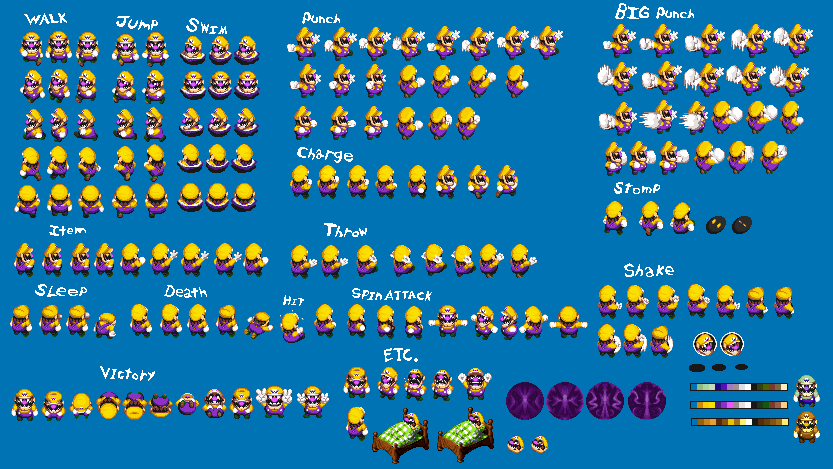 WALK
Jump
Swim
Punch
BIG Punch
Charge
Stomp
Item
Throw
Shake
SLeep
Death
HiT
SPIN ATTACK
ETC.
Victory